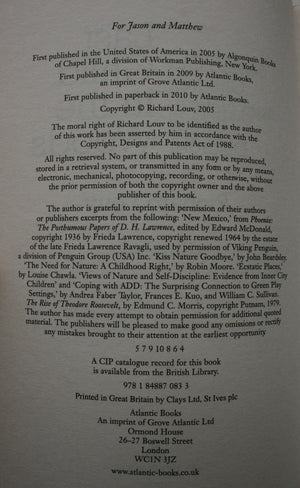 For Jason and Matthew
First published in the United States of America in 2005 by Algonquin Books
of Chapel Hill, a division of Workman Publishing, New York.
First published in Great Britain in 2009 by Atlantic Books,
an imprint of Grove Atlantic Ltd.
First published in paperback in 2010 by Atlantic Books.
Copyright © Richard Louv, 2005
The moral right of Richard Louv to be identified as the author
of this work has been asserted by him in accordance with the
Copyright, Designs and Patents Act of 1988.
All rights reserved. No part of this publication may be reproduced,
stored in a retrieval system, or transmitted in any form or by any means,
electronic, mechanical, photocopying, recording, or otherwise, without
the prior permission of both the copyright owner and the above
publisher of this book.
The author is grateful to reprint with permission of their authors
or publishers excerpts from the following: 'New Mexico,' from Phoenix:
The Posthumous Papers of D. H. Lawrence, edited by Edward McDonald,
copyright 1936 by Frieda Lawrence, copyright renewed 1964 by the estate
of the late Frieda Lawrence Ravagli, used by permission of Viking Penguin,
a division of Penguin Group (USA) Inc. 'Kiss Nature Goodbye,' by John Beardsley.
'The Need for Nature: A Childhood Right,' by Robin Moore. 'Ecstatic Places,'
by Louise Chawla. 'Views of Nature and Self-Discipline: Evidence from Inner City
Children' and 'Coping with ADD: The Surprising Connection to Green Play
Settings,' by Andrea Faber Taylor, Frances E. Kuo, and William C. Sullivan.
The Rise of Theodore Roosevelt, by Edmund C. Morris, copyright Putnam, 1979.
The author has made every attempt to obtain permission for additional quoted
material. The publishers will be pleased to make good any omissions or rectify
any mistakes brought to their attention at the earliest opportunity
5 7 9 10 8 6 4
A CIP catalogue record for this book
is available from the British Library.
978 1 84887 083 3
Printed in Great Britain by Clays Ltd, St Ives plc
Atlantic Books
An imprint of Grove Atlantic Ltd
Ormond House
26–27 Boswell Street
London
WC1N 3JZ
www.atlantic-books.co.uk